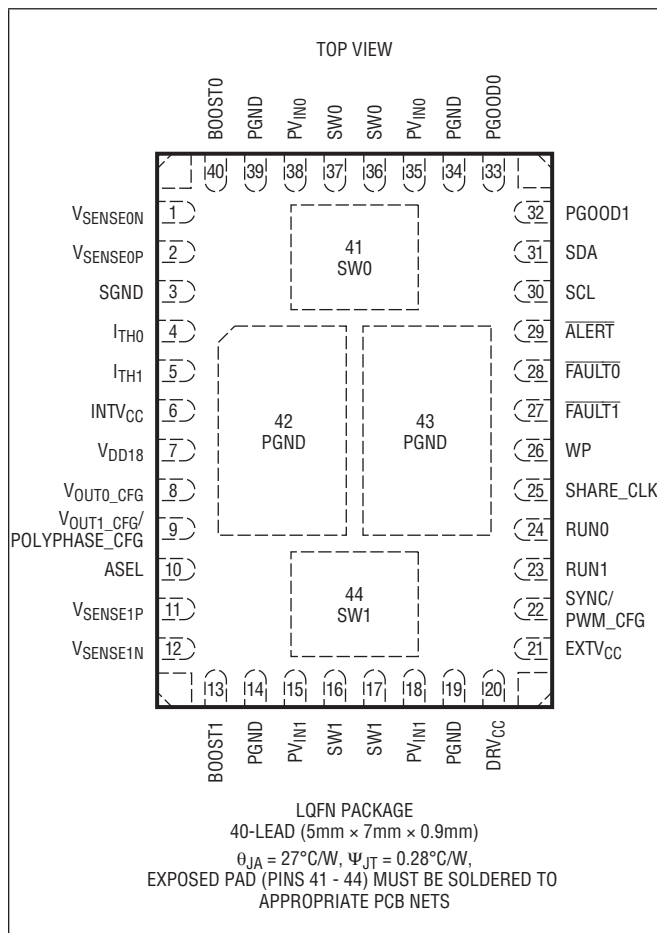 TOP VIEW
BOOST0
PGND
PVIN0
SW0
SW0
PVIN0
PGND
PGOOD0
40 39 38 37 36 35 34 33
VSENSE0N 1
VSENSE0P 2
SGND 3
ITH0 4
ITH1 5
INTVCC 6
VDD18 7
VOUT0_CFG 8
VOUT1_CFG/
POLYPHASE_CFG 9
ASEL 10
VSENSE1P 11
VSENSE1N 12
41
SW0
42
PGND
43
PGND
44
SW1
32 PGOOD1
31 SDA
30 SCL
29 ALERT
28 FAULT0
27 FAULT1
26 WP
25 SHARE_CLK
24 RUN0
23 RUN1
22 SYNC/
PWM_CFG
21 EXTVCC
13 14 15 16 17 18 19 20
BOOST1
PGND
PVIN1
SW1
SW1
PVIN1
PGND
DRVCC
LQFN PACKAGE
40-LEAD (5mm × 7mm × 0.9mm)
θJA = 27°C/W, ΨJT = 0.28°C/W,
EXPOSED PAD (PINS 41 - 44) MUST BE SOLDERED TO
APPROPRIATE PCB NETS